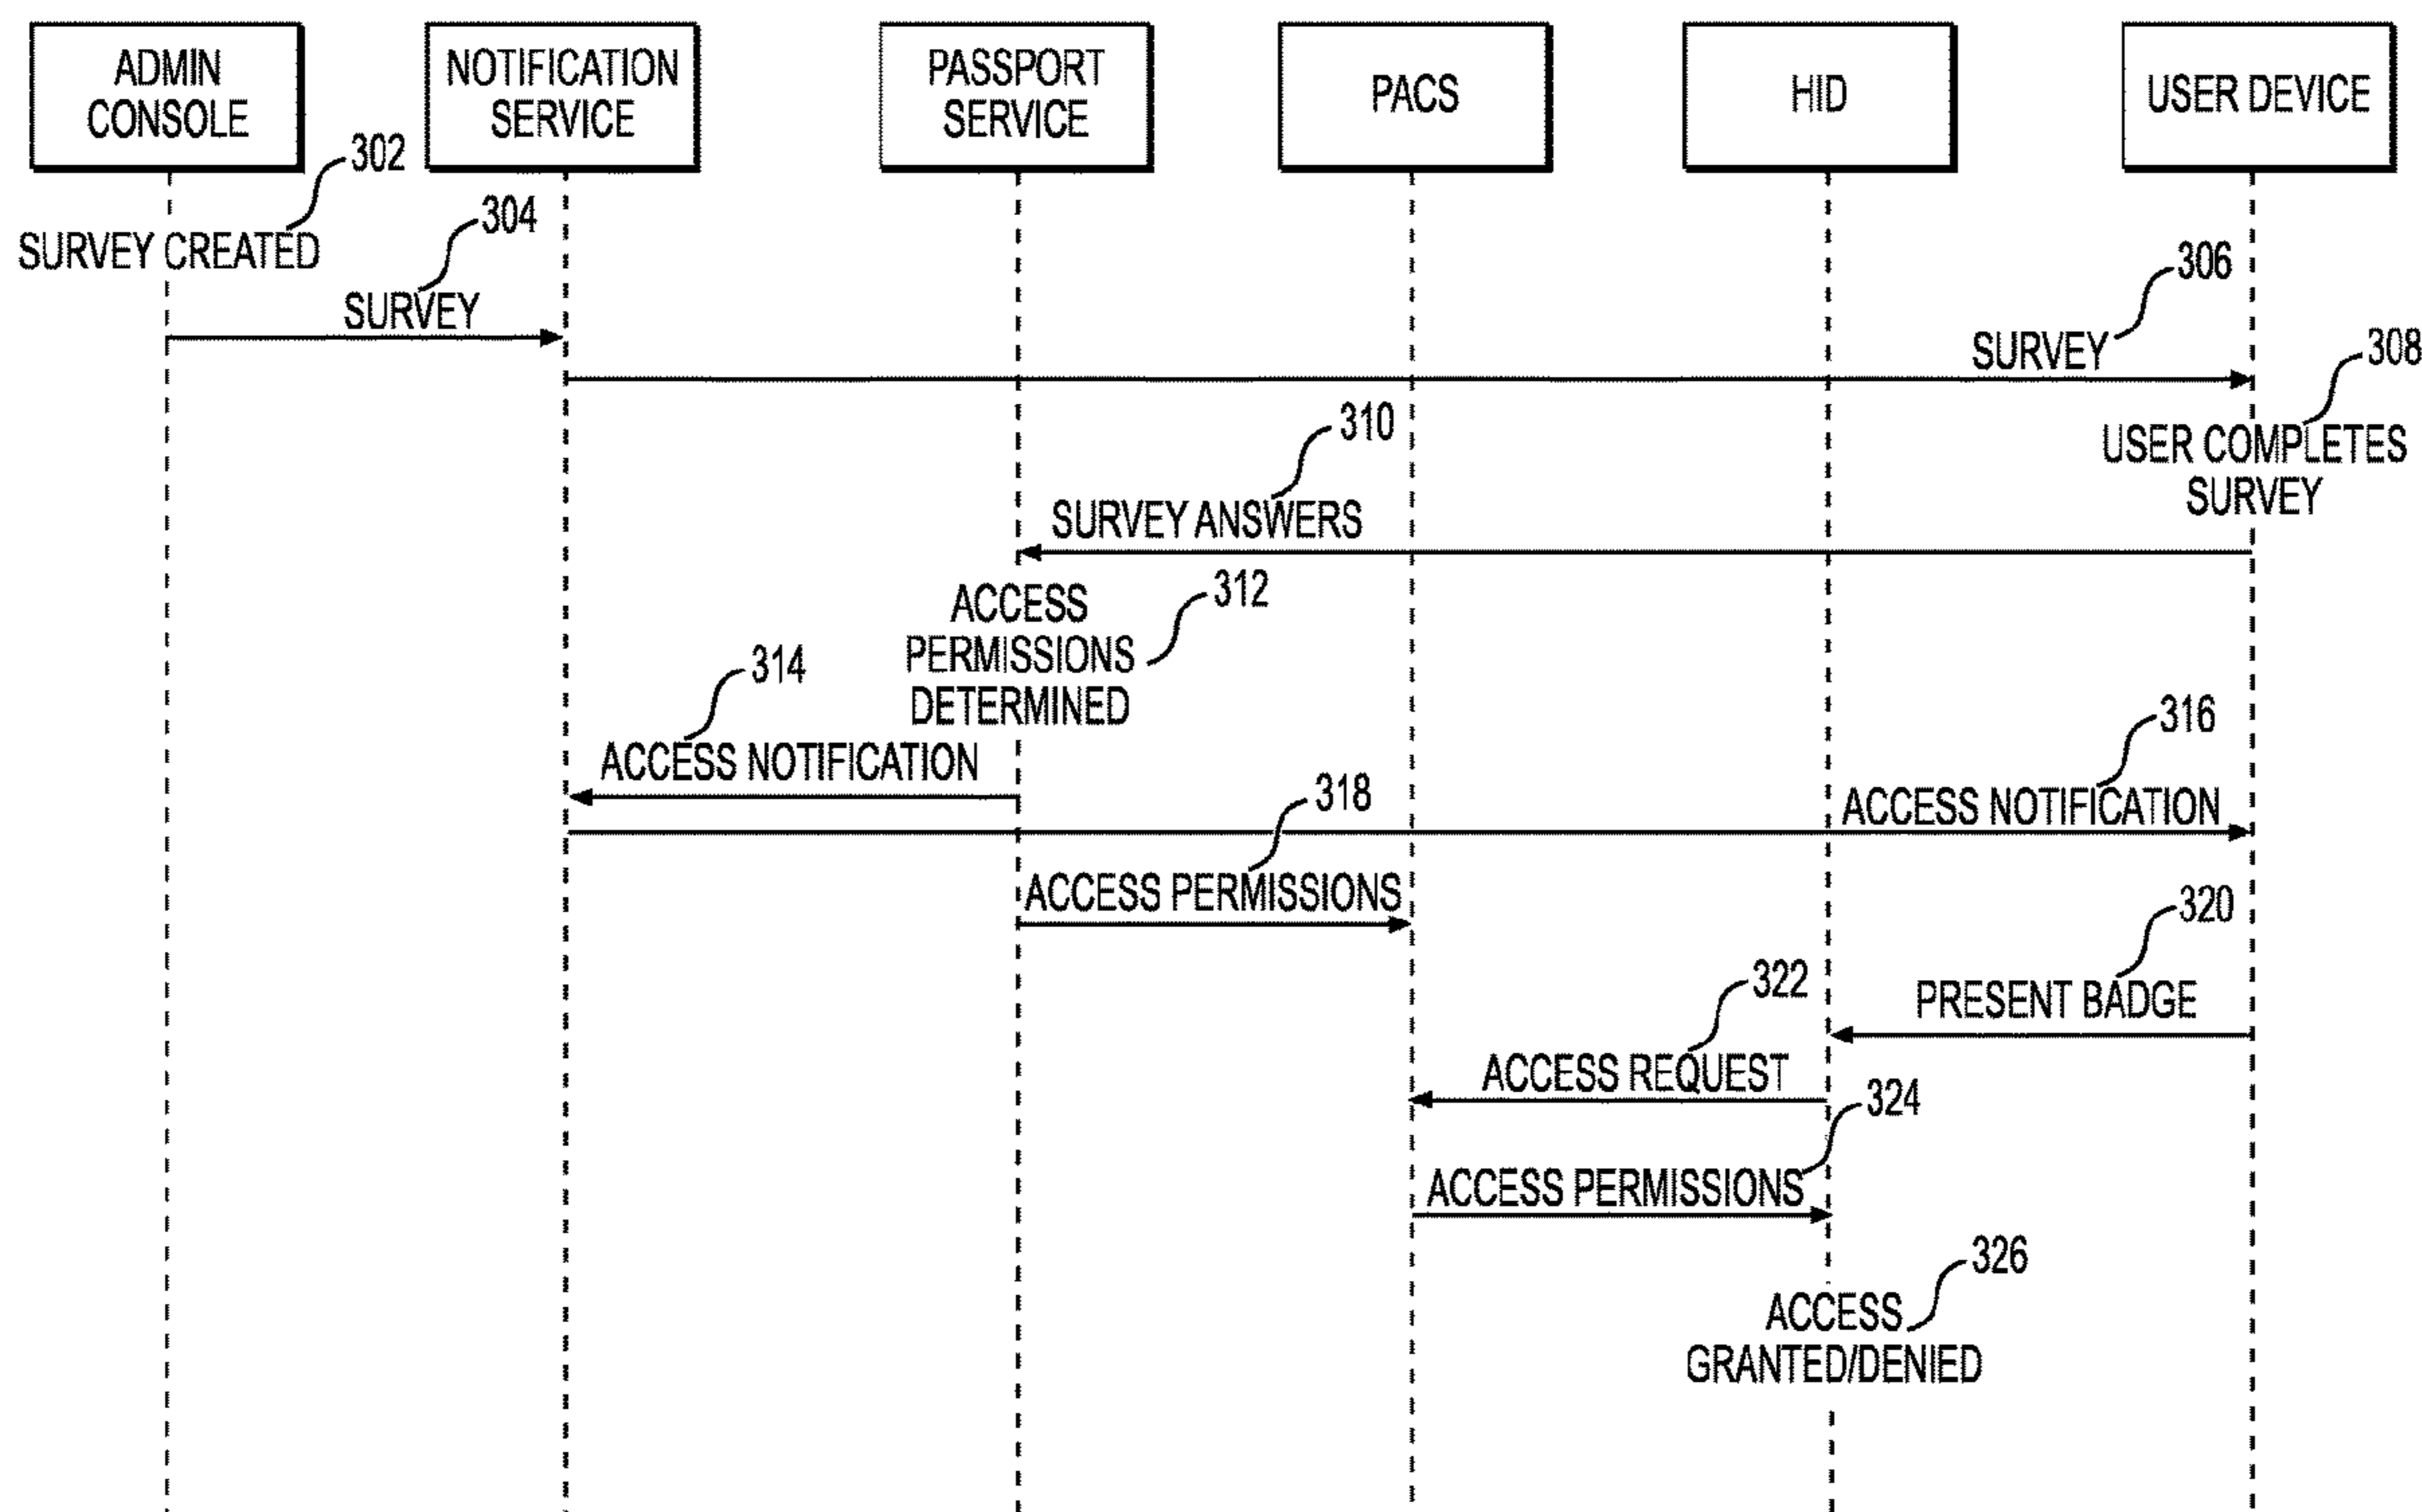 ADMIN
CONSOLE
NOTIFICATION
SERVICE
PASSPORT
SERVICE
PACS
HID
USER DEVICE
302
SURVEY CREATED
304
SURVEY
306
SURVEY
308
USER COMPLETES
SURVEY
310
SURVEY ANSWERS
312
ACCESS
PERMISSIONS
DETERMINED
314
ACCESS NOTIFICATION
316
ACCESS NOTIFICATION
318
ACCESS PERMISSIONS
320
PRESENT BADGE
322
ACCESS REQUEST
324
ACCESS PERMISSIONS
326
ACCESS
GRANTED/DENIED